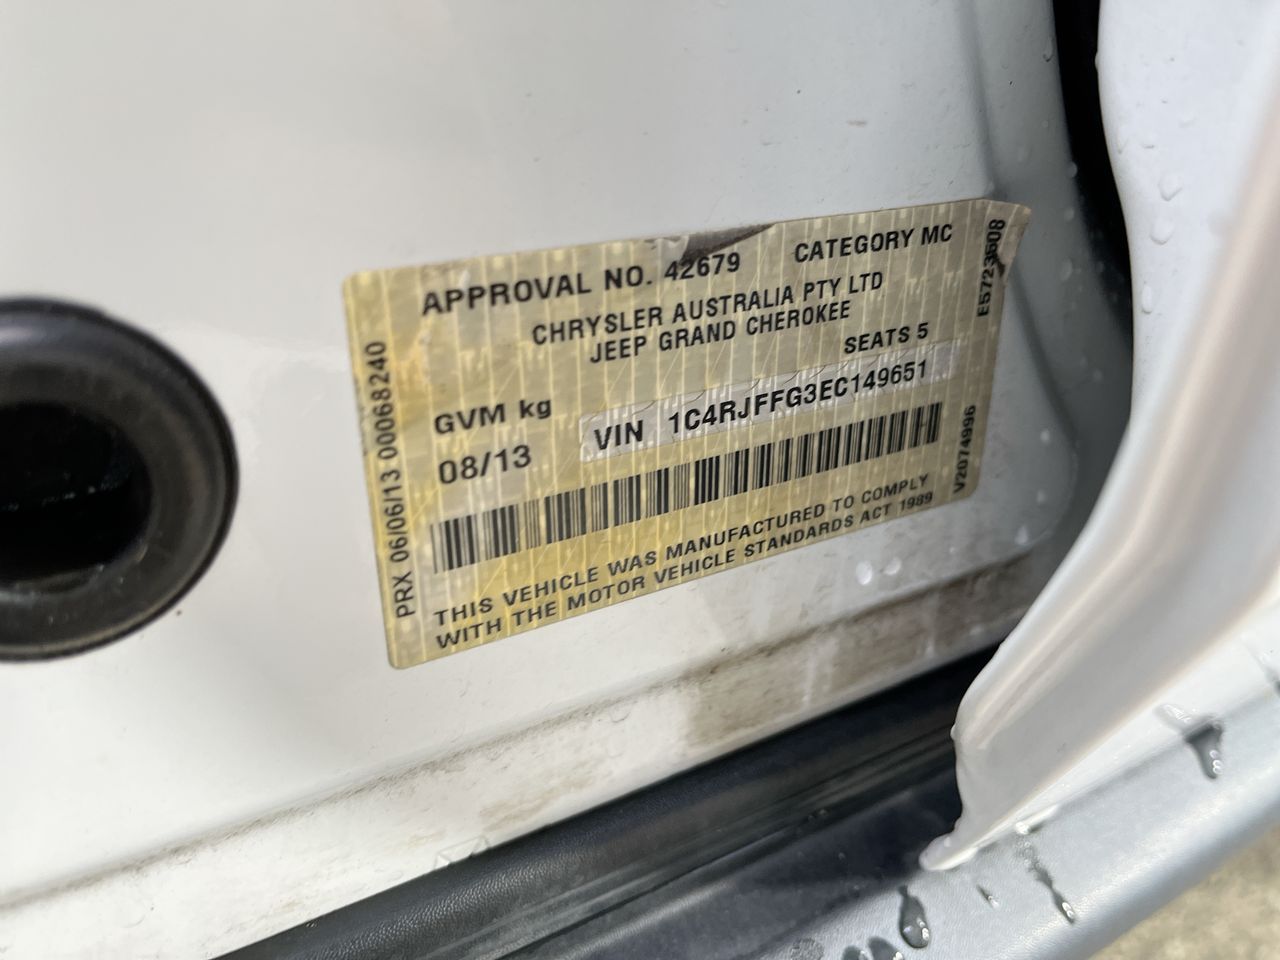 APPROVAL NO. 42679 CATEGORY MC
CHRYSLER AUSTRALIA PTY LTD
JEEP GRAND CHEROKEE
SEATS 5
GVM kg
08/13
VIN 1C4RJFFG3EC149651
THIS VEHICLE WAS MANUFACTURED TO COMPLY
WITH THE MOTOR VEHICLE STANDARDS ACT 1989
PRX 06/06/13 00068240
E5723608
V2074996